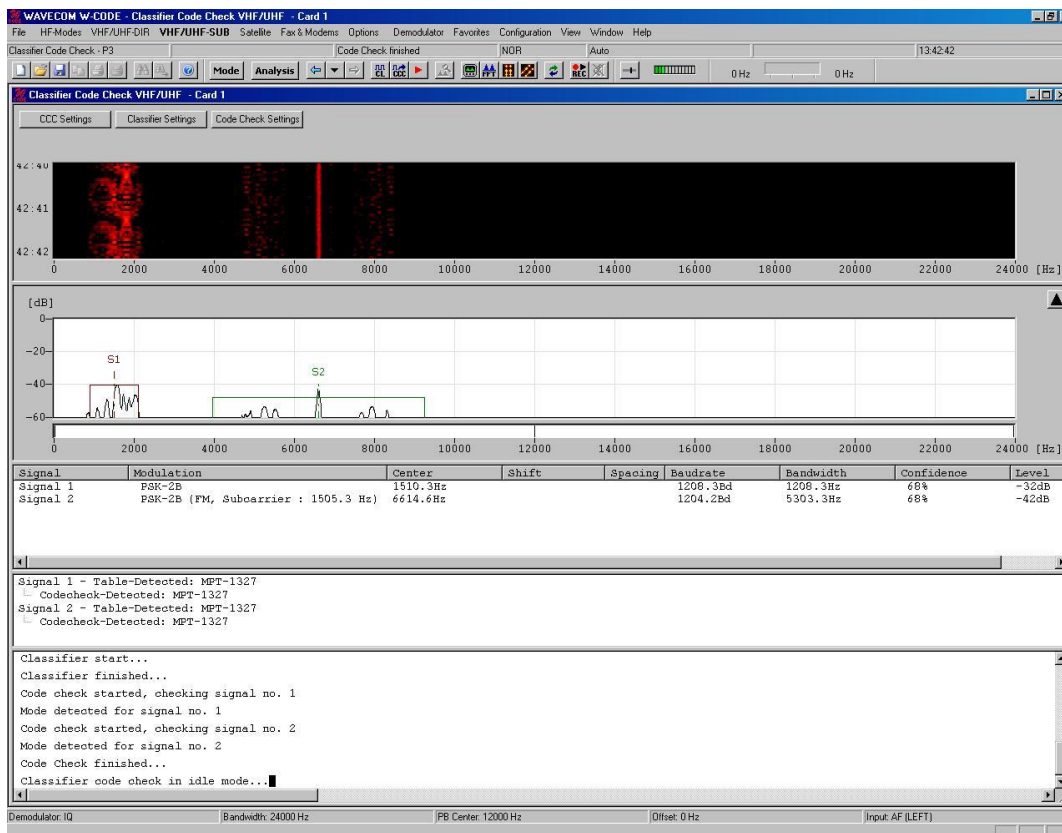 WAVECOM W-CODE - Classifier Code Check VHF/UHF - Card 1
File HF-Modes VHF/UHF-DIR VHF/UHF-SUB Satellite Fax & Modems Options Demodulator Favorites Configuration View Window Help
Classifier Code Check - P3 Code Check finished NOR Auto 13:42:42
Mode Analysis CL CCC REC 0 Hz 0 Hz
Classifier Code Check VHF/UHF - Card 1
CCC Settings Classifier Settings Code Check Settings
42:40
42:41
42:42
0 2000 4000 6000 8000 10000 12000 14000 16000 18000 20000 22000 24000 [Hz]
[dB]
0
-20
S1
S2
-40
-60
0 2000 4000 6000 8000 10000 12000 14000 16000 18000 20000 22000 24000 [Hz]
Signal Modulation Center Shift Spacing Baudrate Bandwidth Confidence Level
Signal 1 PSK-2B 1510.3Hz 1208.3Bd 1208.3Hz 68% -32dB
Signal 2 PSK-2B (FM, Subcarrier : 1505.3 Hz) 6614.6Hz 1204.2Bd 5303.3Hz 68% -42dB
Signal 1 - Table-Detected: MPT-1327
Codecheck-Detected: MPT-1327
Signal 2 - Table-Detected: MPT-1327
Codecheck-Detected: MPT-1327
Classifier start...
Classifier finished...
Code check started, checking signal no. 1
Mode detected for signal no. 1
Code check started, checking signal no. 2
Mode detected for signal no. 2
Code Check finished...
Classifier code check in idle mode...
Demodulator: IQ Bandwidth: 24000 Hz PB Center: 12000 Hz Offset: 0 Hz Input: AF (LEFT)